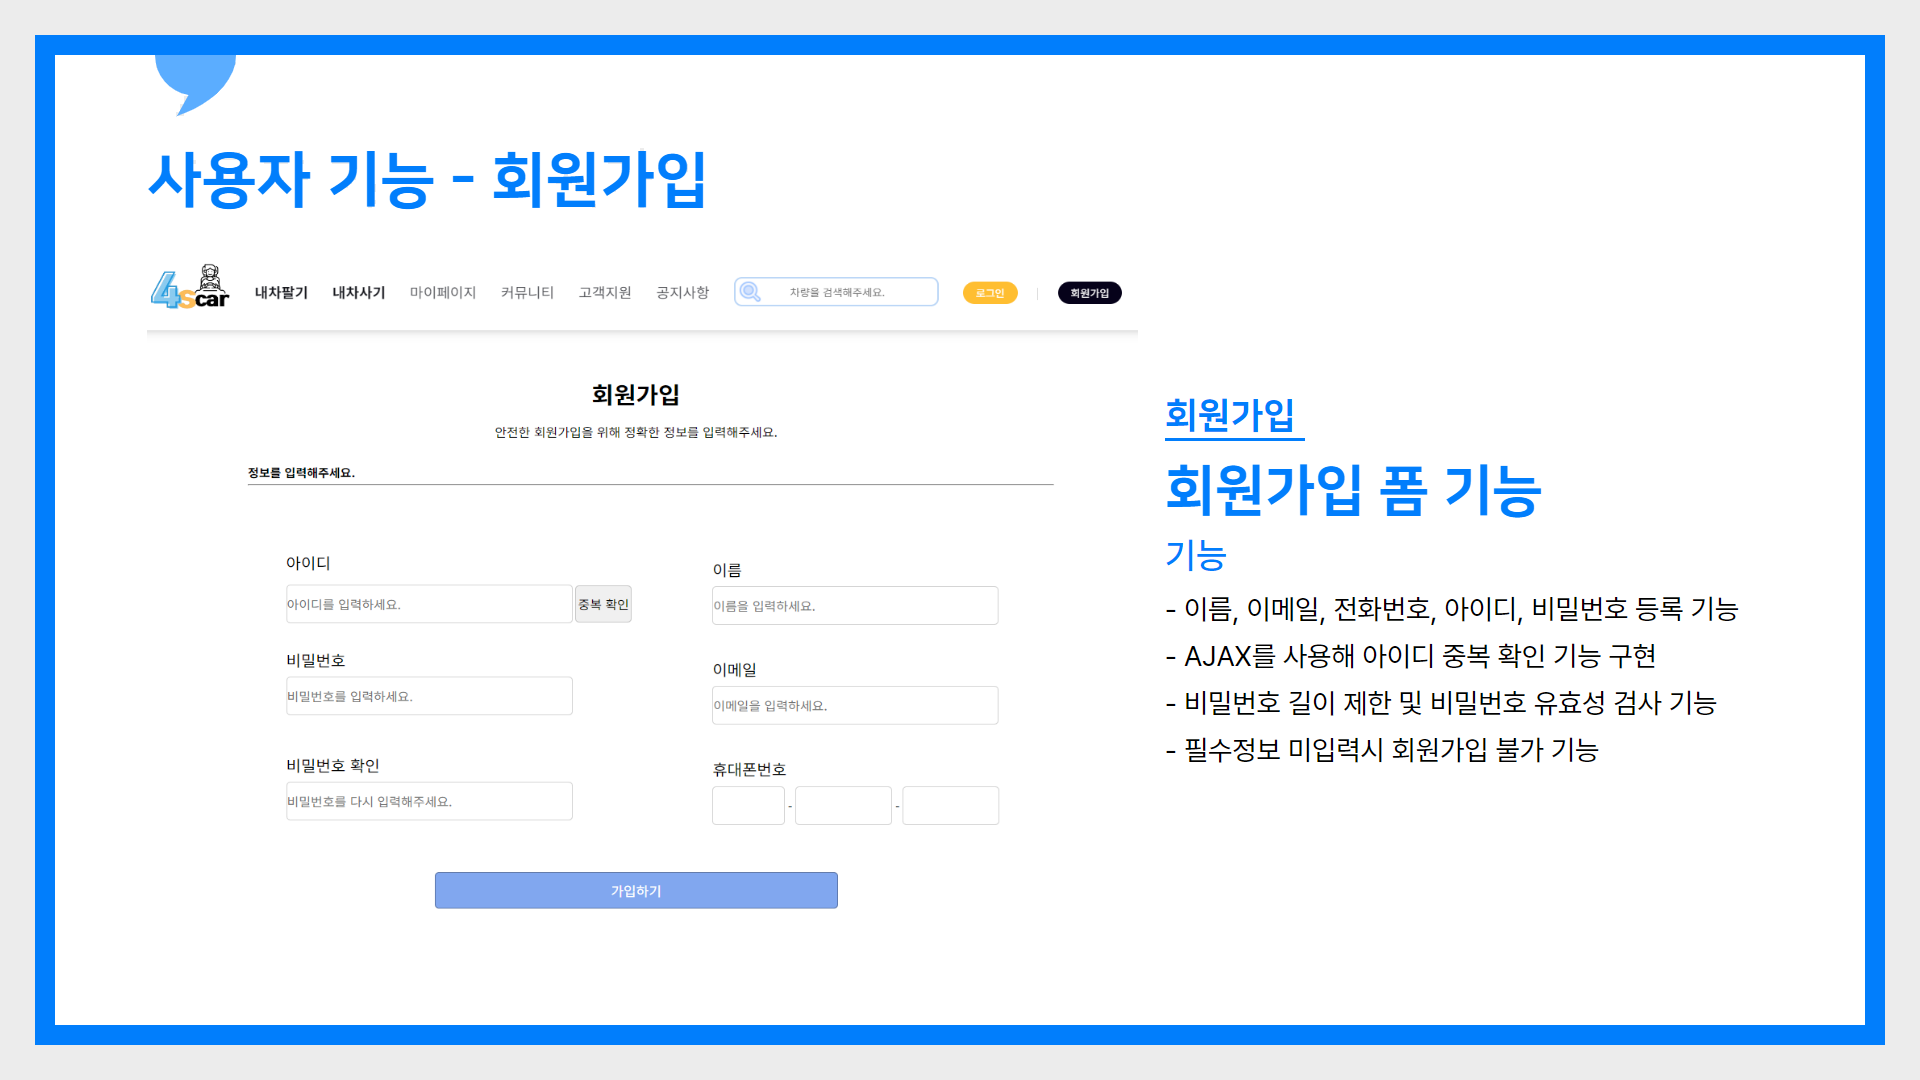 사용자 기능 - 회원가입
4scar 내차팔기 내차사기 마이페이지 커뮤니티 고객지원 공지사항 차량을 검색해주세요. 로그인 | 회원가입
회원가입
안전한 회원가입을 위해 정확한 정보를 입력해주세요.
정보를 입력해주세요.
아이디
아이디를 입력하세요. 중복 확인
비밀번호
비밀번호를 입력하세요.
비밀번호 확인
비밀번호를 다시 입력해주세요.
이름
이름을 입력하세요.
이메일
이메일을 입력하세요.
휴대폰번호
- -
가입하기
회원가입
회원가입 폼 기능
기능
- 이름, 이메일, 전화번호, 아이디, 비밀번호 등록 기능
- AJAX를 사용해 아이디 중복 확인 기능 구현
- 비밀번호 길이 제한 및 비밀번호 유효성 검사 기능
- 필수정보 미입력시 회원가입 불가 기능